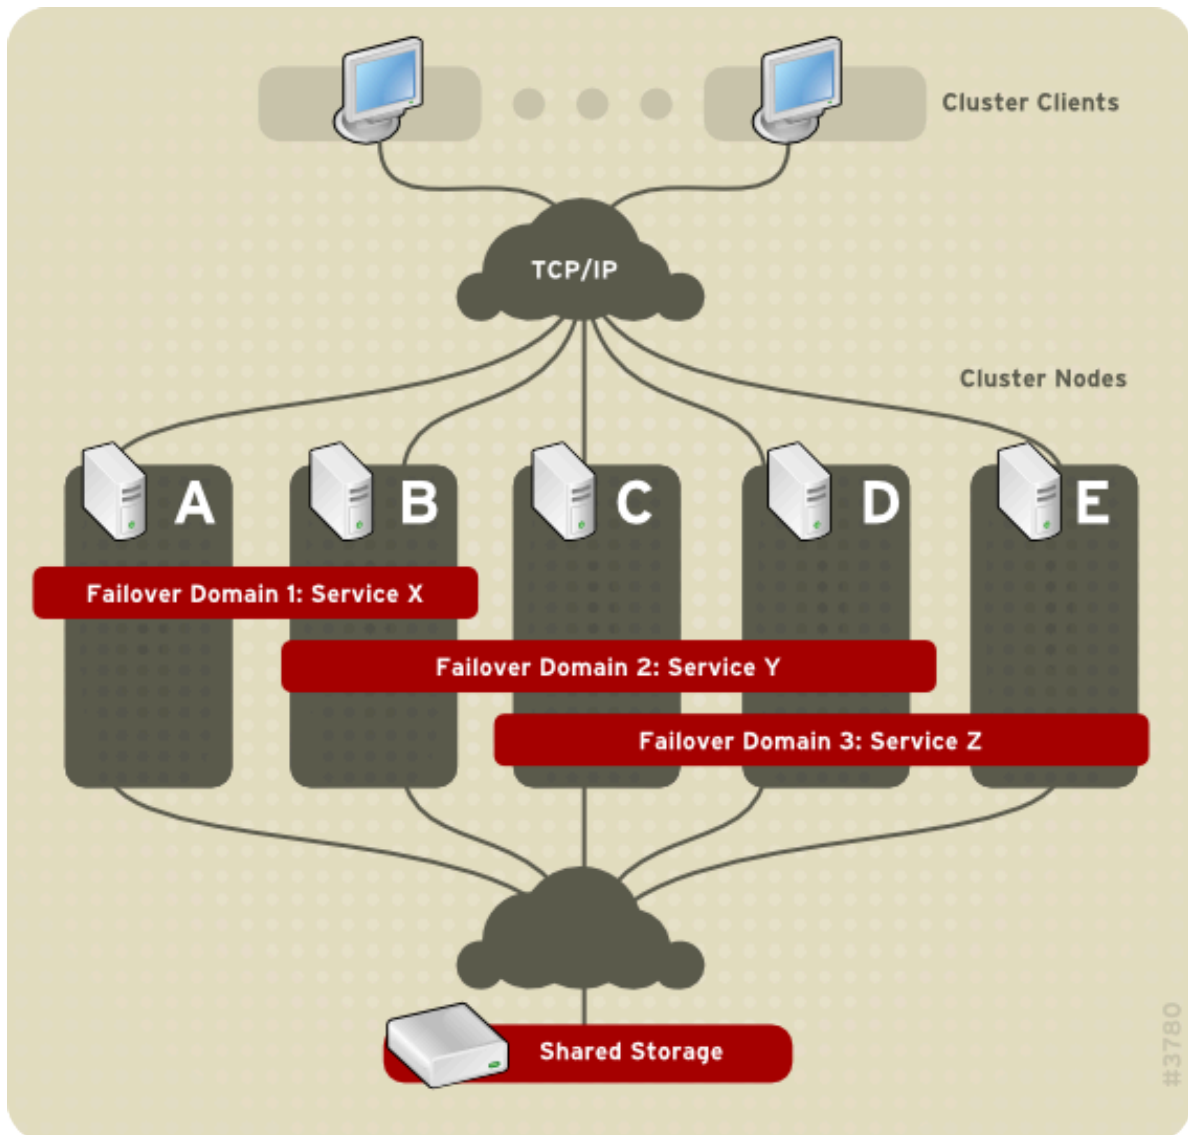 Cluster Clients
TCP/IP
Cluster Nodes
A
B
C
D
E
Failover Domain 1: Service X
Failover Domain 2: Service Y
Failover Domain 3: Service Z
Shared Storage
#3780